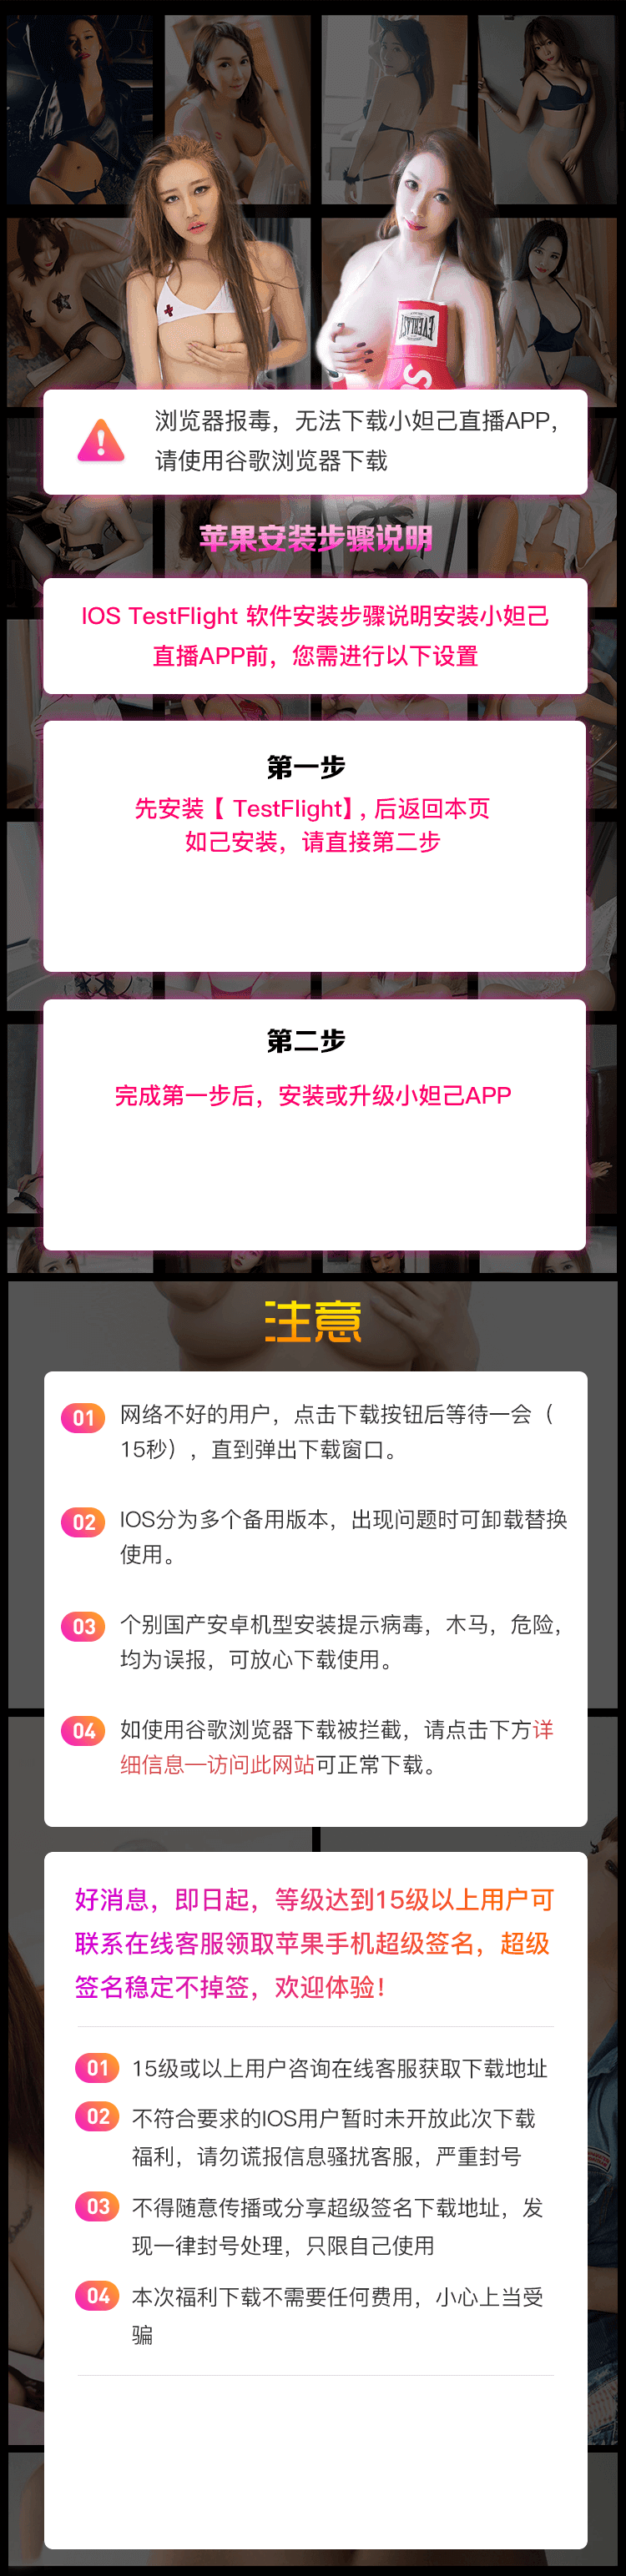 EVERLAST
浏览器报毒，无法下载小妲己直播APP，
请使用谷歌浏览器下载
苹果安装步骤说明
IOS TestFlight 软件安装步骤说明安装小妲己
直播APP前，您需进行以下设置
第一步
先安装【 TestFlight】，后返回本页
如己安装，请直接第二步
第二步
完成第一步后，安装或升级小妲己APP
注意
01 网络不好的用户，点击下载按钮后等待一会（
15秒），直到弹出下载窗口。
02 IOS分为多个备用版本，出现问题时可卸载替换
使用。
03 个别国产安卓机型安装提示病毒，木马，危险，
均为误报，可放心下载使用。
04 如使用谷歌浏览器下载被拦截，请点击下方详
细信息—访问此网站可正常下载。
好消息，即日起，等级达到15级以上用户可
联系在线客服领取苹果手机超级签名，超级
签名稳定不掉签，欢迎体验！
01 15级或以上用户咨询在线客服获取下载地址
02 不符合要求的IOS用户暂时未开放此次下载
福利，请勿谎报信息骚扰客服，严重封号
03 不得随意传播或分享超级签名下载地址，发
现一律封号处理，只限自己使用
04 本次福利下载不需要任何费用，小心上当受
骗